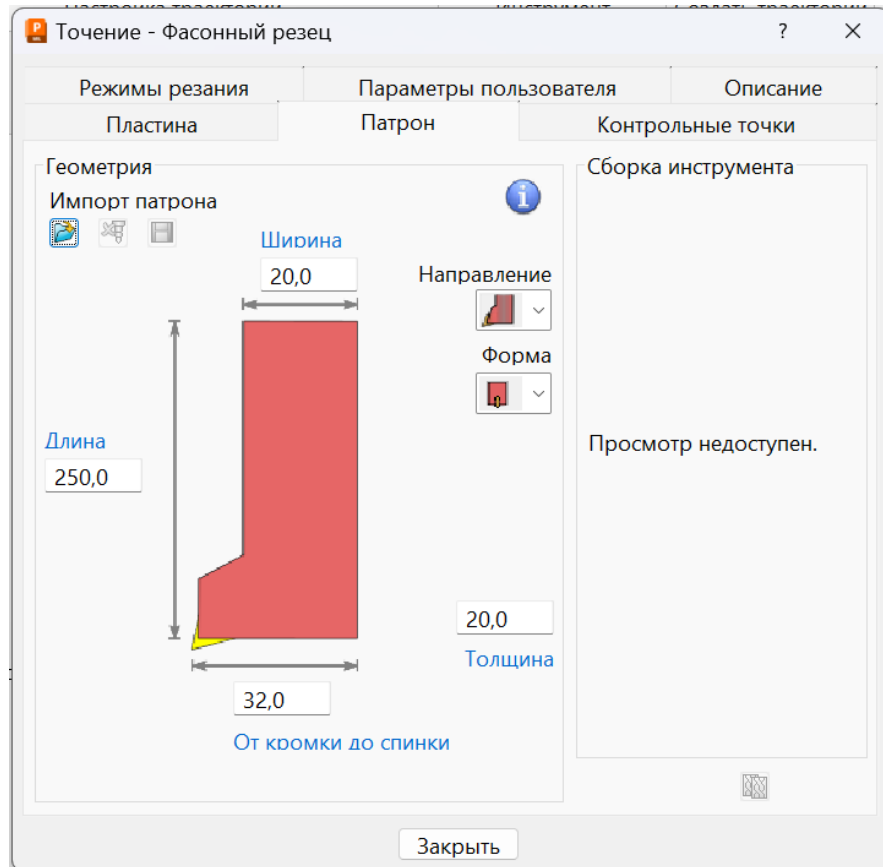 Точение - Фасонный резец
?
Режимы резания
Параметры пользователя
Описание
Пластина
Патрон
Контрольные точки
Геометрия
Импорт патрона
Ширина
20,0
Направление
Форма
Длина
250,0
20,0
Толщина
32,0
От кромки до спинки
Сборка инструмента
Просмотр недоступен.
Закрыть